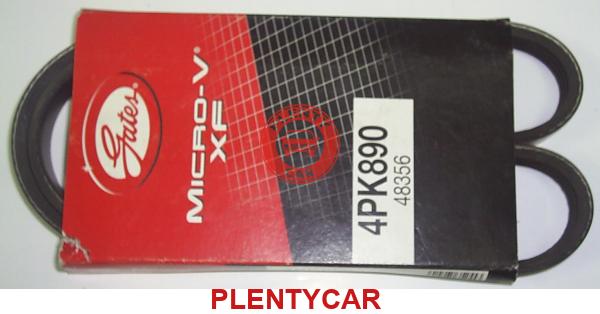 Gates
MICRO-V®
XF
4PK890
48356
PLENTYCAR